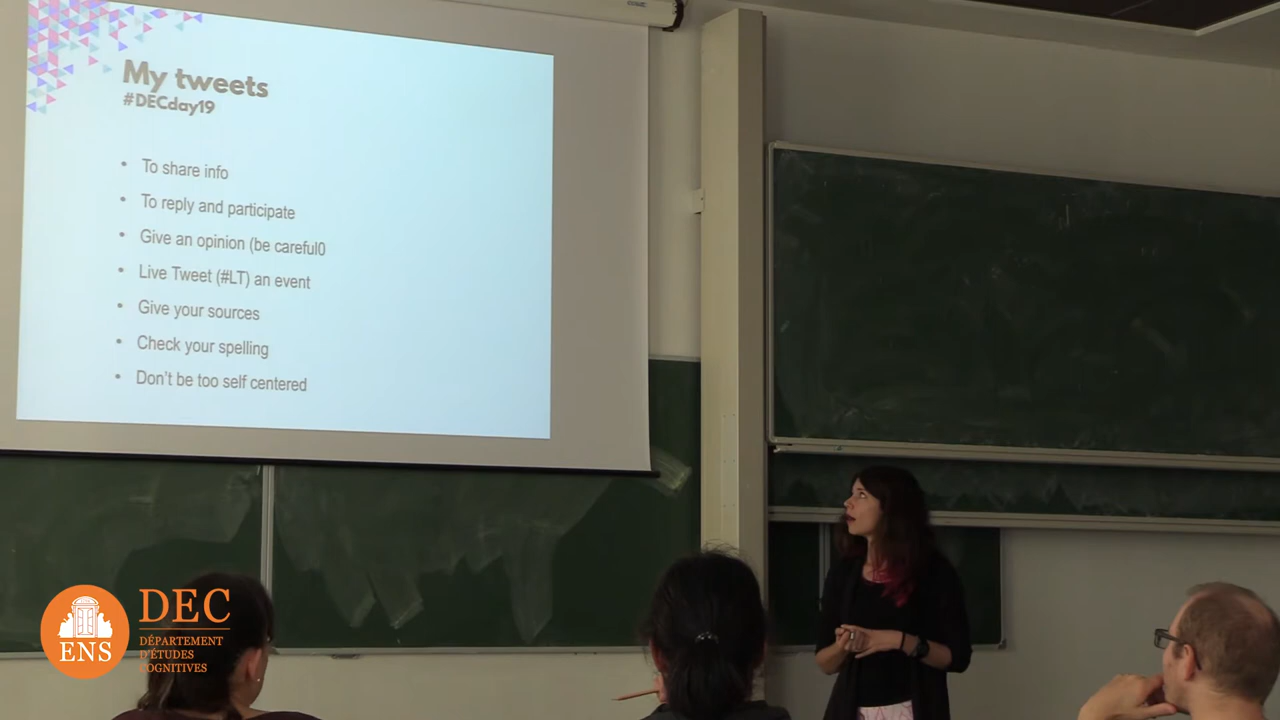 My tweets
#DECday19
• To share info
• To reply and participate
• Give an opinion (be careful0
• Live Tweet (#LT) an event
• Give your sources
• Check your spelling
• Don't be too self centered
ENS
DEC
DÉPARTEMENT
D'ÉTUDES
COGNITIVES